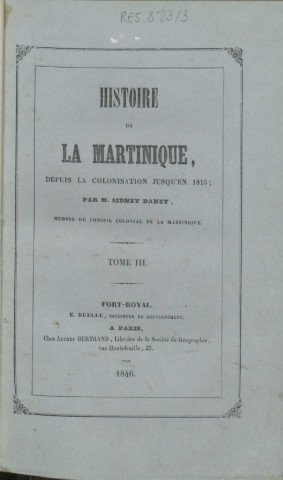 RES. 8°23/3
HISTOIRE
DE
LA MARTINIQUE,
DEPUIS LA COLONISATION JUSQU'EN 1815;
PAR M. SIDNEY DANEY,
MEMBRE DU CONSEIL COLONIAL DE LA MARTINIQUE.
TOME III.
FORT-ROYAL.
E. RUELLE, IMPRIMEUR DU GOUVERNEMENT.
A PARIS,
Chez Arthus BERTRAND, Libraire de la Société de Géographie,
rue Hautefeuille, 23.
1846.